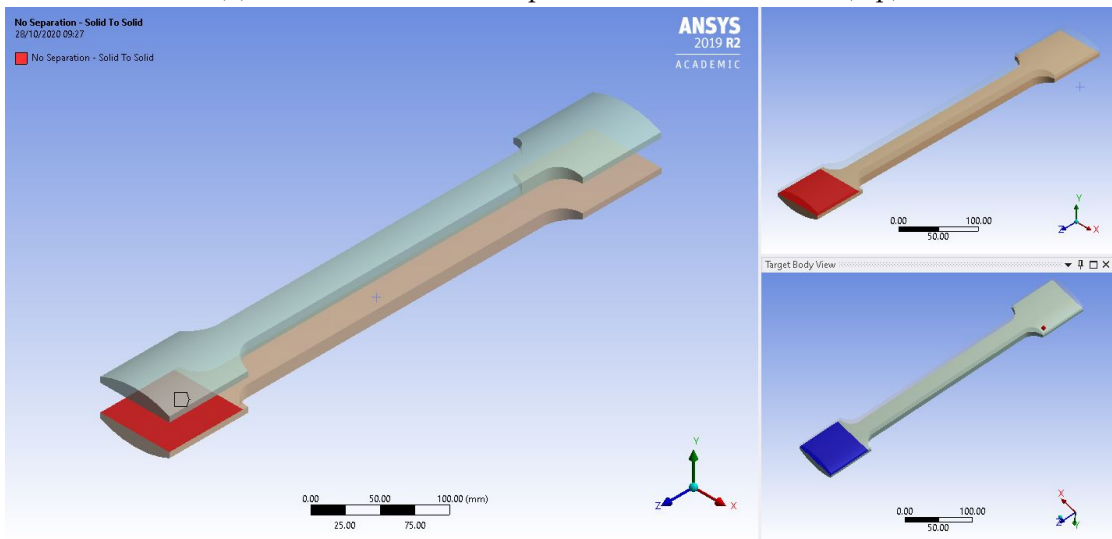 No Separation - Solid To Solid
28/10/2020 09:27
No Separation - Solid To Solid
ANSYS
2019 R2
ACADEMIC
0.00 50.00 100.00 (mm)
25.00 75.00
Y
Z X
0.00 100.00
50.00
Y
Z X
Target Body View
0.00 100.00
50.00
X
Z Y